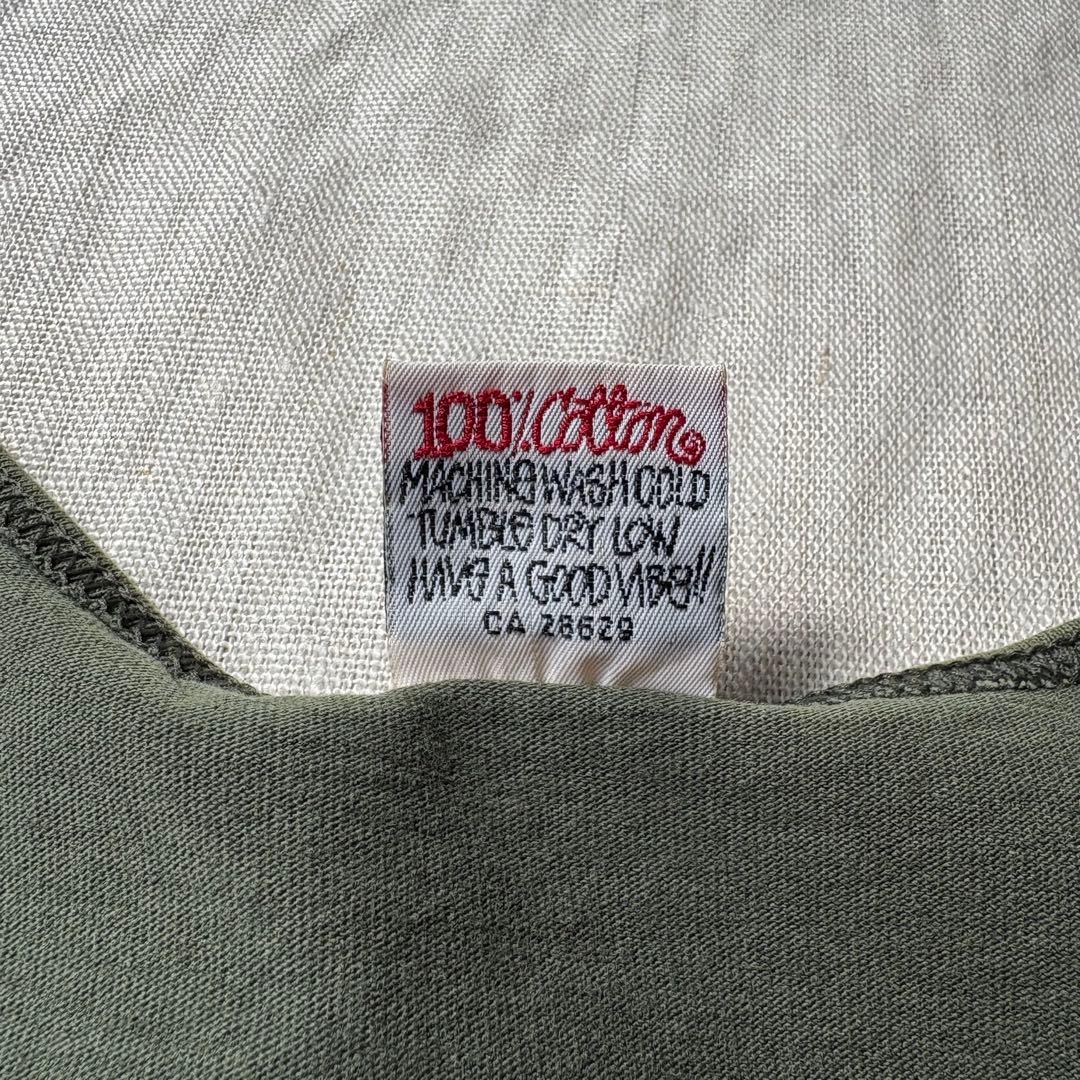 100% Cotton
MACHINE WASH COLD
TUMBLE DRY LOW
HAVE A GOOD VIBE!!
CA 28629